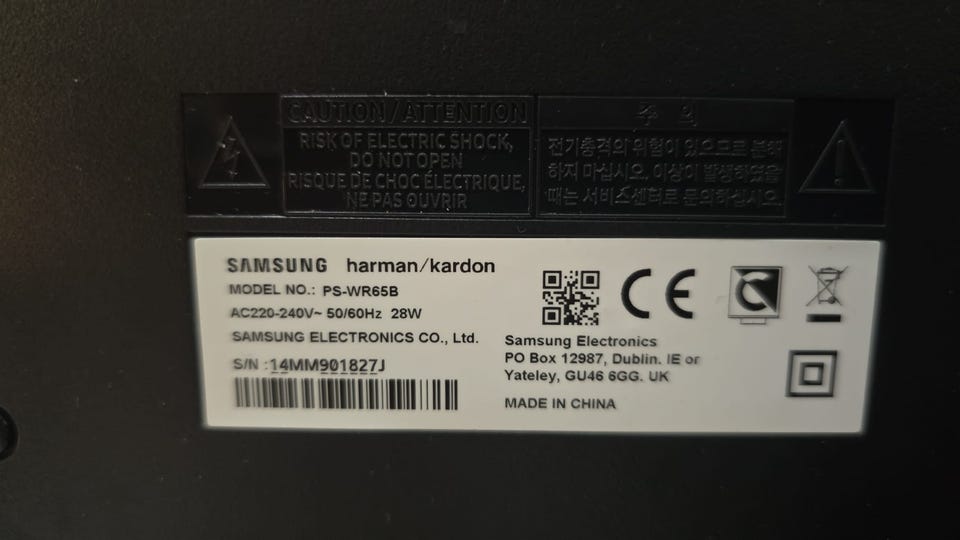 CAUTION / ATTENTION
RISK OF ELECTRIC SHOCK,
DO NOT OPEN
RISQUE DE CHOC ÉLECTRIQUE,
NE PAS OUVRIR
주 의
전기충격의 위험이 있으므로 분해
하지 마십시오. 이상이 발생하였을
때는 서비스센터로 문의하십시오.
SAMSUNG harman/kardon
MODEL NO.: PS-WR65B
AC220-240V~ 50/60Hz 28W
SAMSUNG ELECTRONICS CO., Ltd.
S/N :14MM901827J
CE
Samsung Electronics
PO Box 12987, Dublin. IE or
Yateley, GU46 6GG. UK
MADE IN CHINA